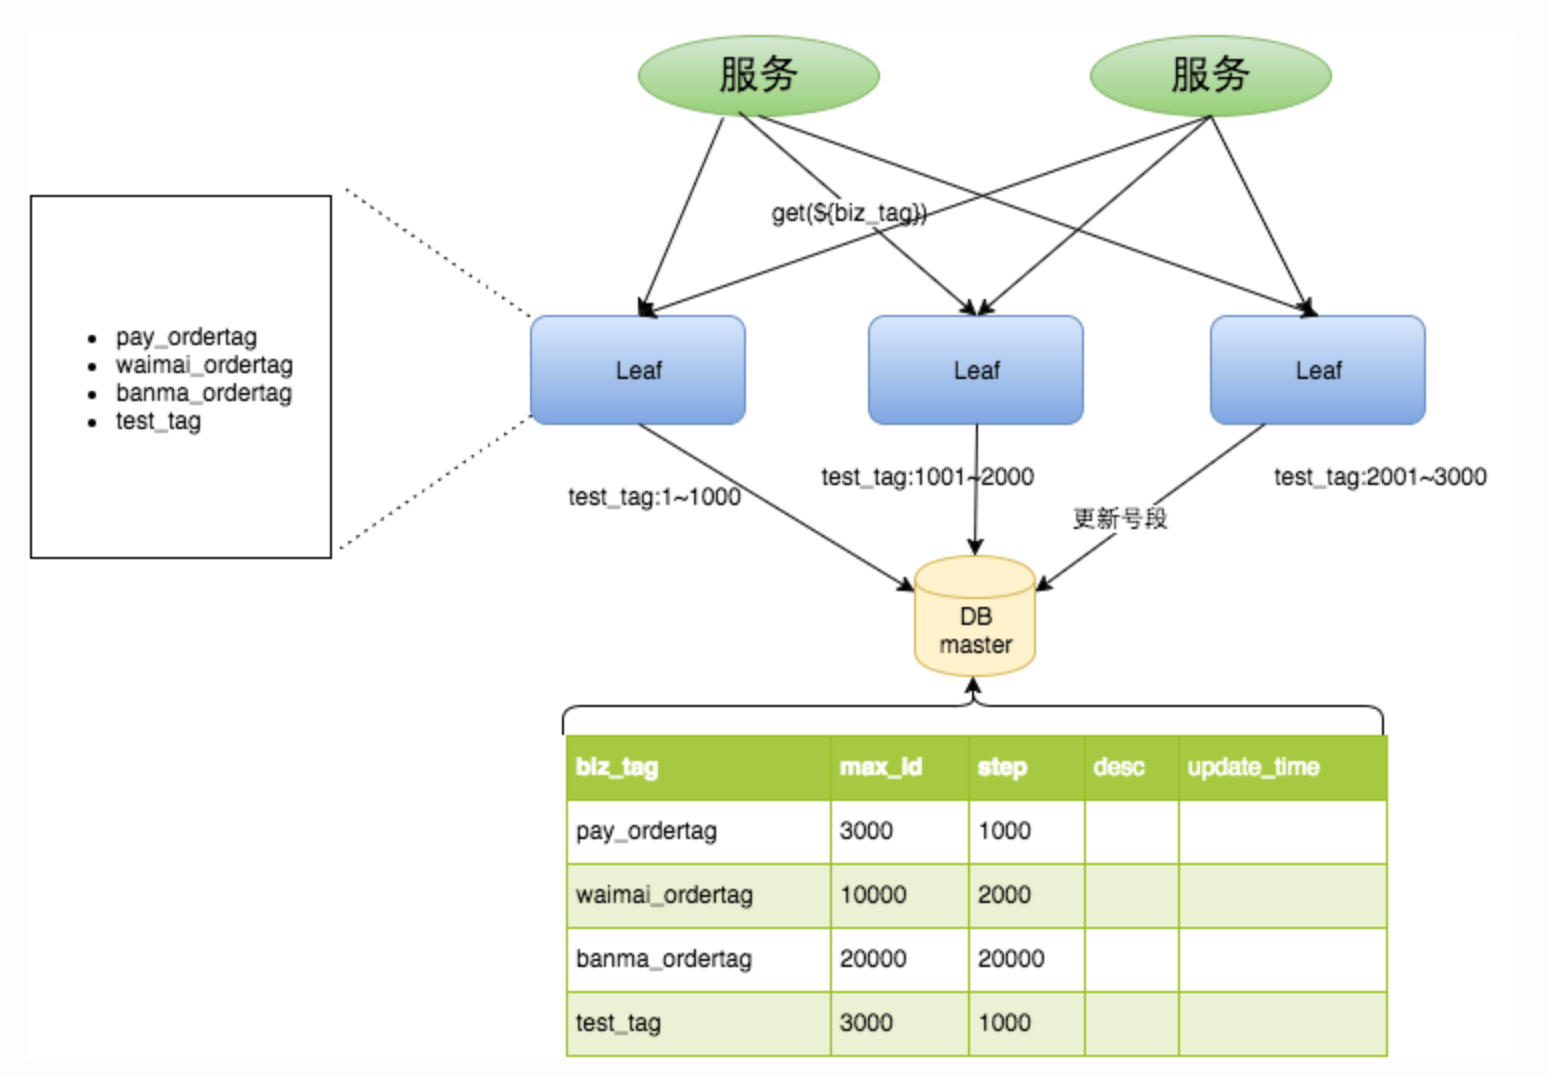 服务
服务
get(${biz_tag})
pay_ordertag
waimai_ordertag
banma_ordertag
test_tag
Leaf
Leaf
Leaf
test_tag:1~1000
test_tag:1001~2000
test_tag:2001~3000
更新号段
DB
master
biz_tag max_id step desc update_time
pay_ordertag 3000 1000
waimai_ordertag 10000 2000
banma_ordertag 20000 20000
test_tag 3000 1000